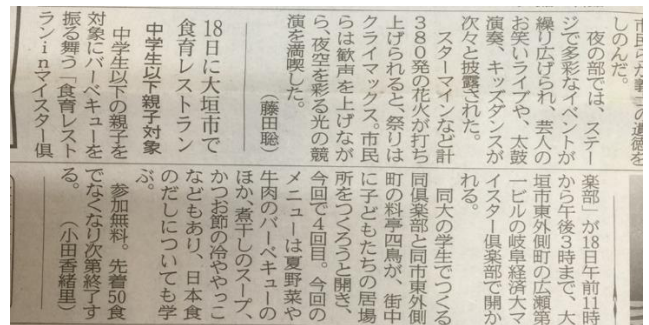 の遺徳を
しのんだ。
夜の部では、ステー
ジで多彩なイベントが
繰り広げられ、芸人の
お笑いライブや、太鼓
演奏、キッズダンスが
次々と披露された。
スターマインなど計
380発の花火が打ち
上げられると、祭りは
クライマックス。市民
らは歓声を上げなが
ら、夜空を彩る光の競
演を満喫した。
（藤田聡）
18日に大垣市で
食育レストラン
中学生以下親子対象
中学生以下の親子を
対象にバーベキューを
振る舞う「食育レスト
ランinマイスター倶
楽部」が18日午前11時
から午後3時まで、大
垣市東外側町の広瀬第
一ビルの岐阜経済大マ
イスター倶楽部で開か
れる。
同大の学生でつくる
同倶楽部と同市東外側
町の料亭四鳥が、街中
に子どもたちの居場
所をつくろうと開き、
今回で4回目。今回の
メニューは夏野菜や
牛肉のバーベキューの
ほか、煮干しのスープ、
かつお節の冷ややっこ
などもあり、日本食
のだしについても学
ぶ。
参加無料。先着50食
でなくなり次第終了す
る。（小田香緒里）